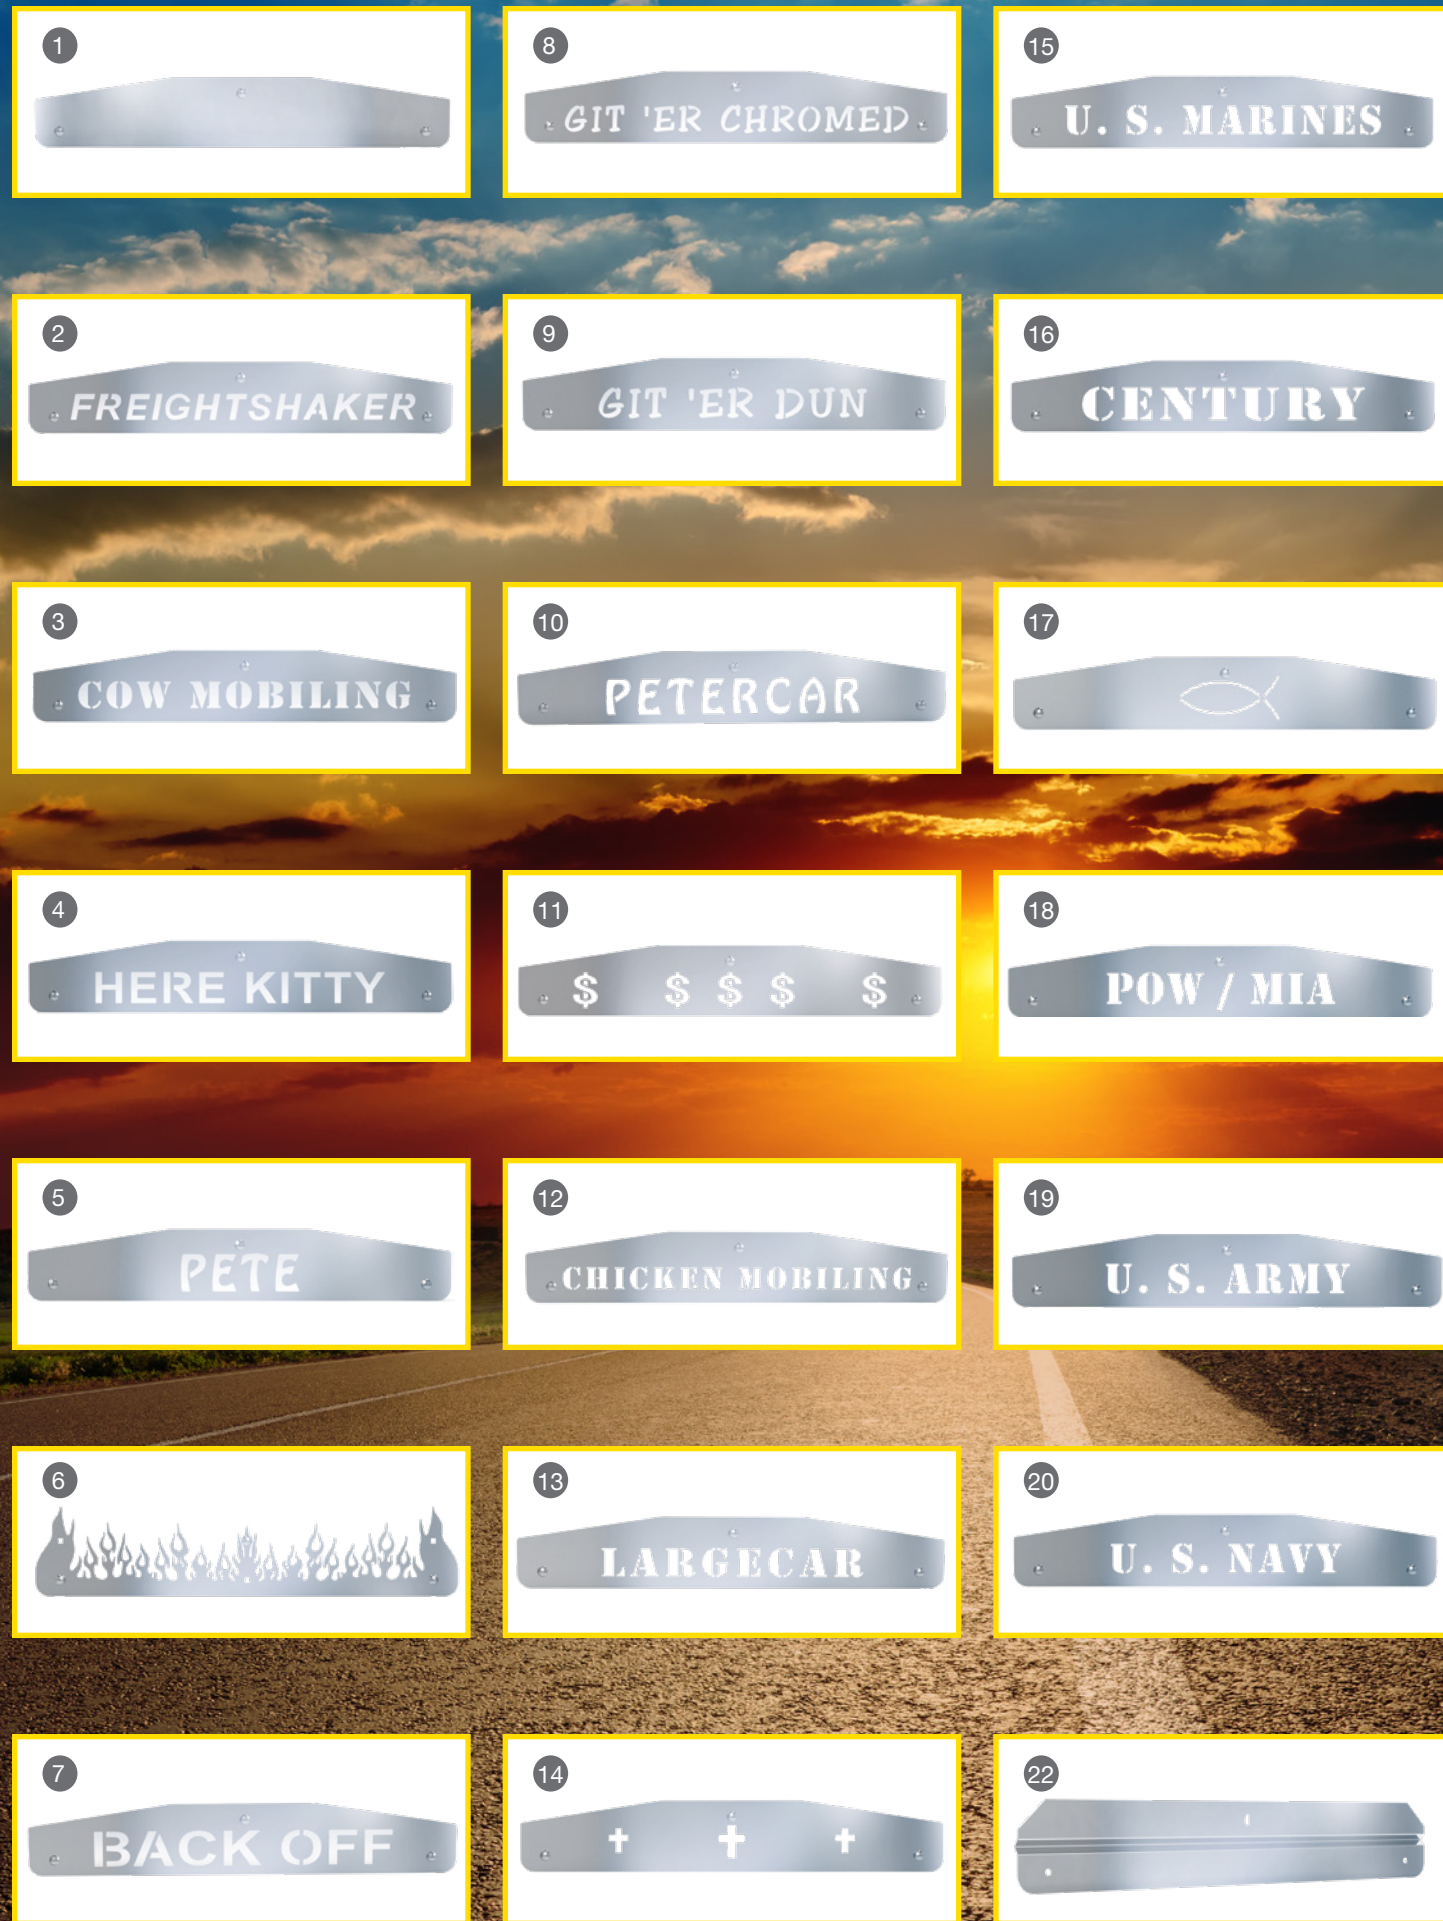 1
8
GIT 'ER CHROMED
15
U. S. MARINES
2
FREIGHTSHAKER
9
GIT 'ER DUN
16
CENTURY
3
COW MOBILING
10
PETERCAR
17
4
HERE KITTY
11
$ $ $ $ $
18
POW / MIA
5
PETE
12
CHICKEN MOBILING
19
U. S. ARMY
6
13
LARGECAR
20
U. S. NAVY
7
BACK OFF
14
22